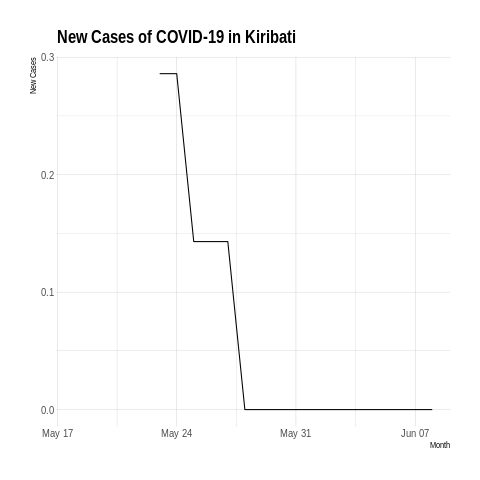 New Cases of COVID-19 in Kiribati
New Cases
0.3
0.2
0.1
0.0
May 17 May 24 May 31 Jun 07
Month